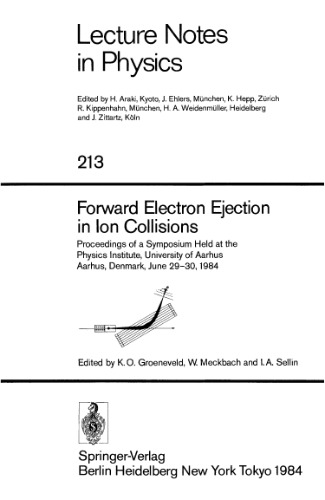 Lecture Notes
in Physics
Edited by H. Araki, Kyoto, J. Ehlers, München, K. Hepp, Zürich
R. Kippenhahn, München, H. A. Weidenmüller, Heidelberg
and J. Zittartz, Köln
213
Forward Electron Ejection
in Ion Collisions
Proceedings of a Symposium Held at the
Physics Institute, University of Aarhus
Aarhus, Denmark, June 29–30, 1984
Edited by K.O. Groeneveld, W. Meckbach and I.A. Sellin
Springer-Verlag
Berlin Heidelberg New York Tokyo 1984